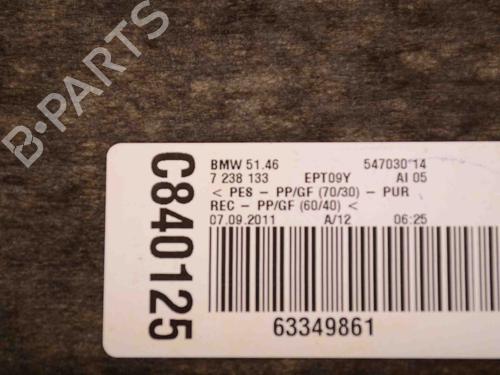 B-PARTS
C840125
BMW 51.46 547030*14
7 238 133 EPT09Y AI 05
< PES - PP/GF (70/30) - PUR
REC - PP/GF (60/40) <
07.09.2011 A/12 06:25
63349861